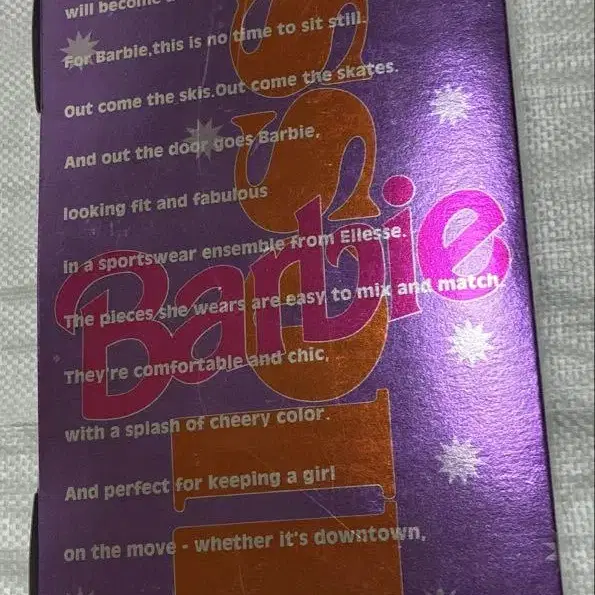 will become
For Barbie,this is no time to sit still.
Out come the skis.Out come the skates.
And out the door goes Barbie,
looking fit and fabulous
in a sportswear ensemble from Ellesse.
Barbie
The pieces she wears are easy to mix and match.
They're comfortable and chic,
with a splash of cheery color.
And perfect for keeping a girl
on the move - whether it's downtown,